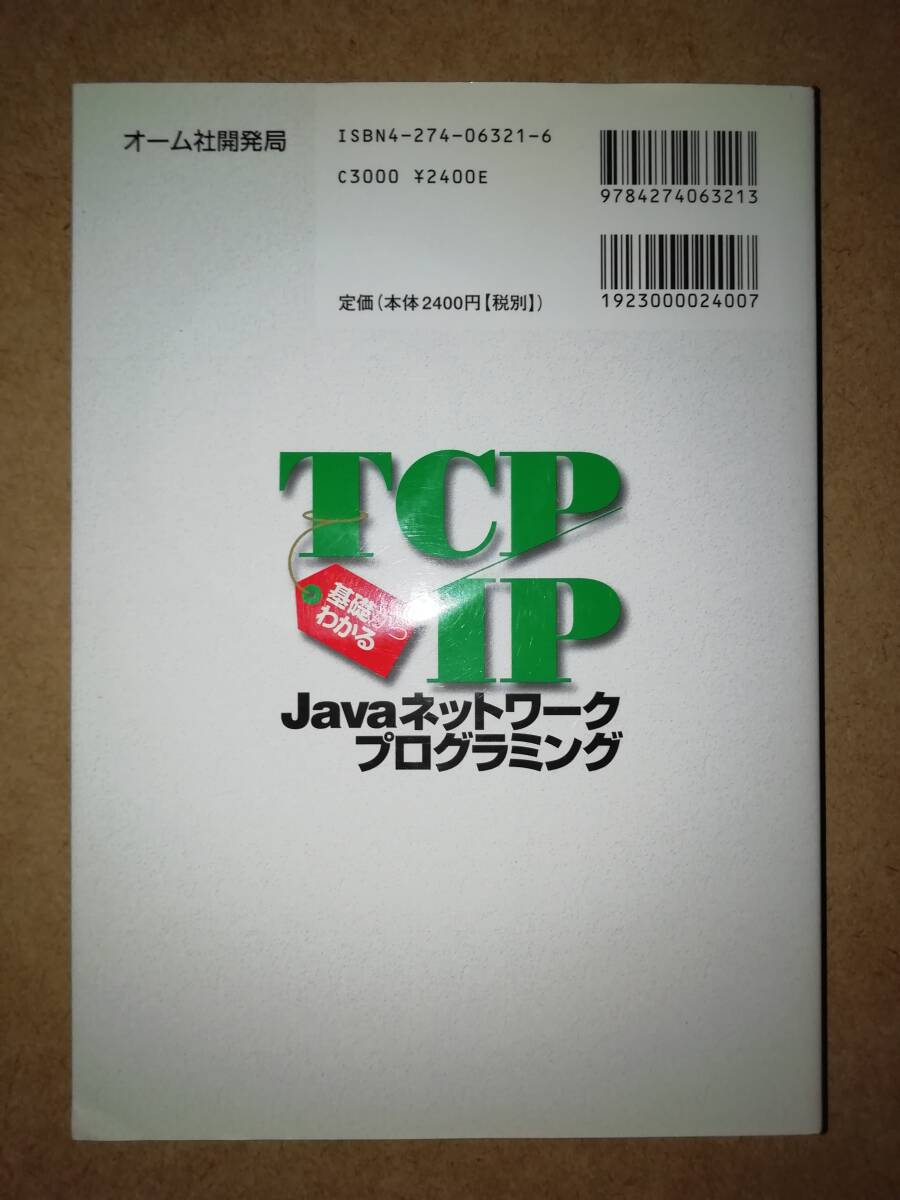 オーム社開発局
ISBN4-274-06321-6
C3000 ¥2400E
定価(本体2400円【税別】)
9784274063213
1923000024007
TCP/
IP
基礎から
わかる
Javaネットワーク
プログラミング